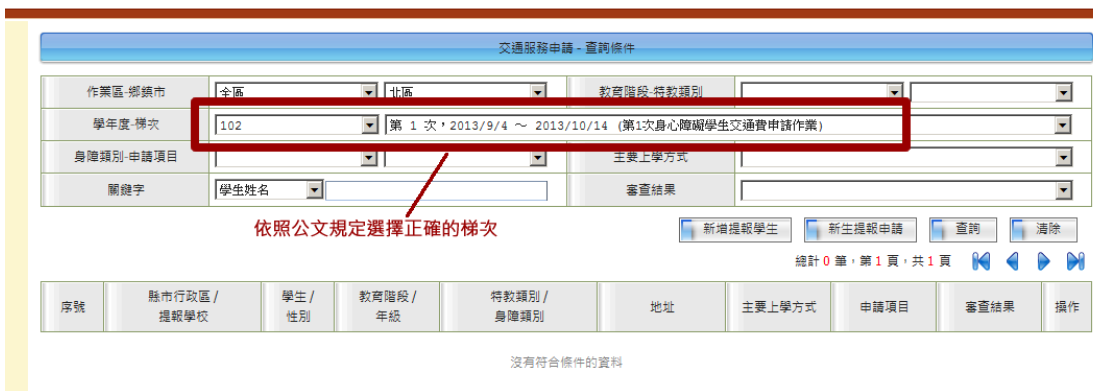 交通服務申請 - 查詢條件
作業區-鄉鎮市 全區 北區 教育階段-特教類別
學年度-梯次 102 第 1 次，2013/9/4 ～ 2013/10/14 (第1次身心障礙學生交通費申請作業)
身障類別-申請項目 主要上學方式
關鍵字 學生姓名 審查結果
依照公文規定選擇正確的梯次
新增提報學生 新生提報申請 查詢 清除
總計 0 筆，第 1 頁，共 1 頁
序號 縣市行政區 / 提報學校 學生 / 性別 教育階段 / 年級 特教類別 / 身障類別 地址 主要上學方式 申請項目 審查結果 操作
沒有符合條件的資料